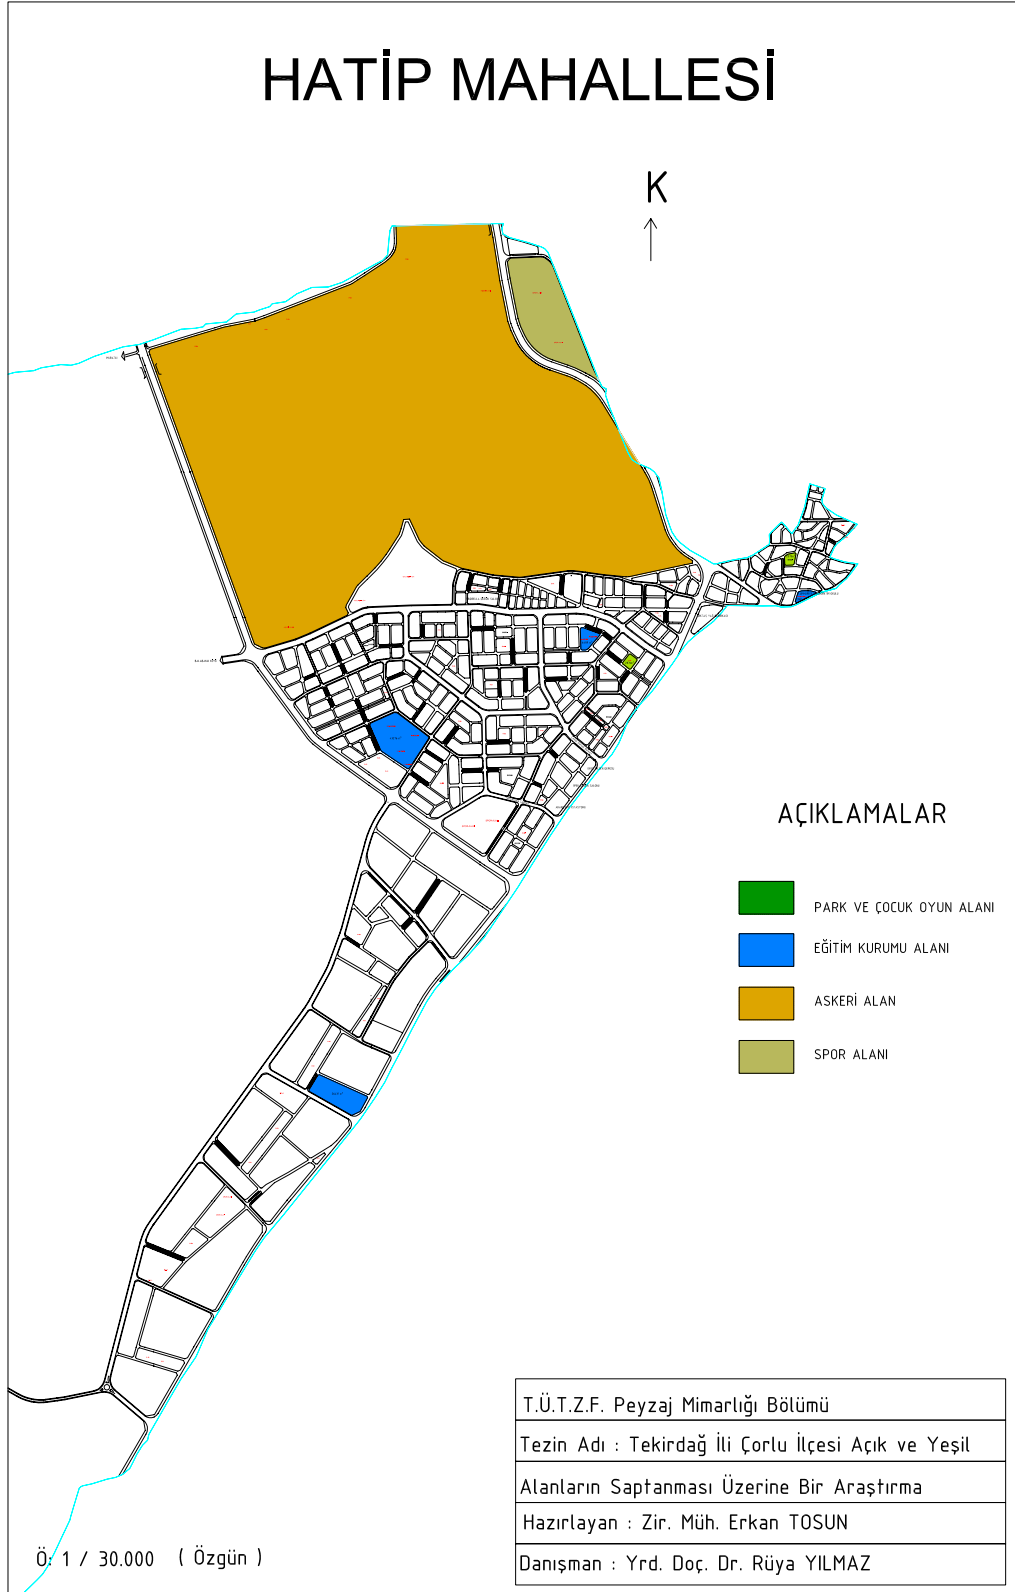 HATİP MAHALLESİ
K
AÇIKLAMALAR
PARK VE ÇOCUK OYUN ALANI
EĞİTİM KURUMU ALANI
ASKERİ ALAN
SPOR ALANI
T.Ü.T.Z.F. Peyzaj Mimarlığı Bölümü
Tezin Adı : Tekirdağ İli Çorlu İlçesi Açık ve Yeşil
Alanların Saptanması Üzerine Bir Araştırma
Hazırlayan : Zir. Müh. Erkan TOSUN
Danışman : Yrd. Doç. Dr. Rüya YILMAZ
Ö: 1 / 30.000 ( Özgün )